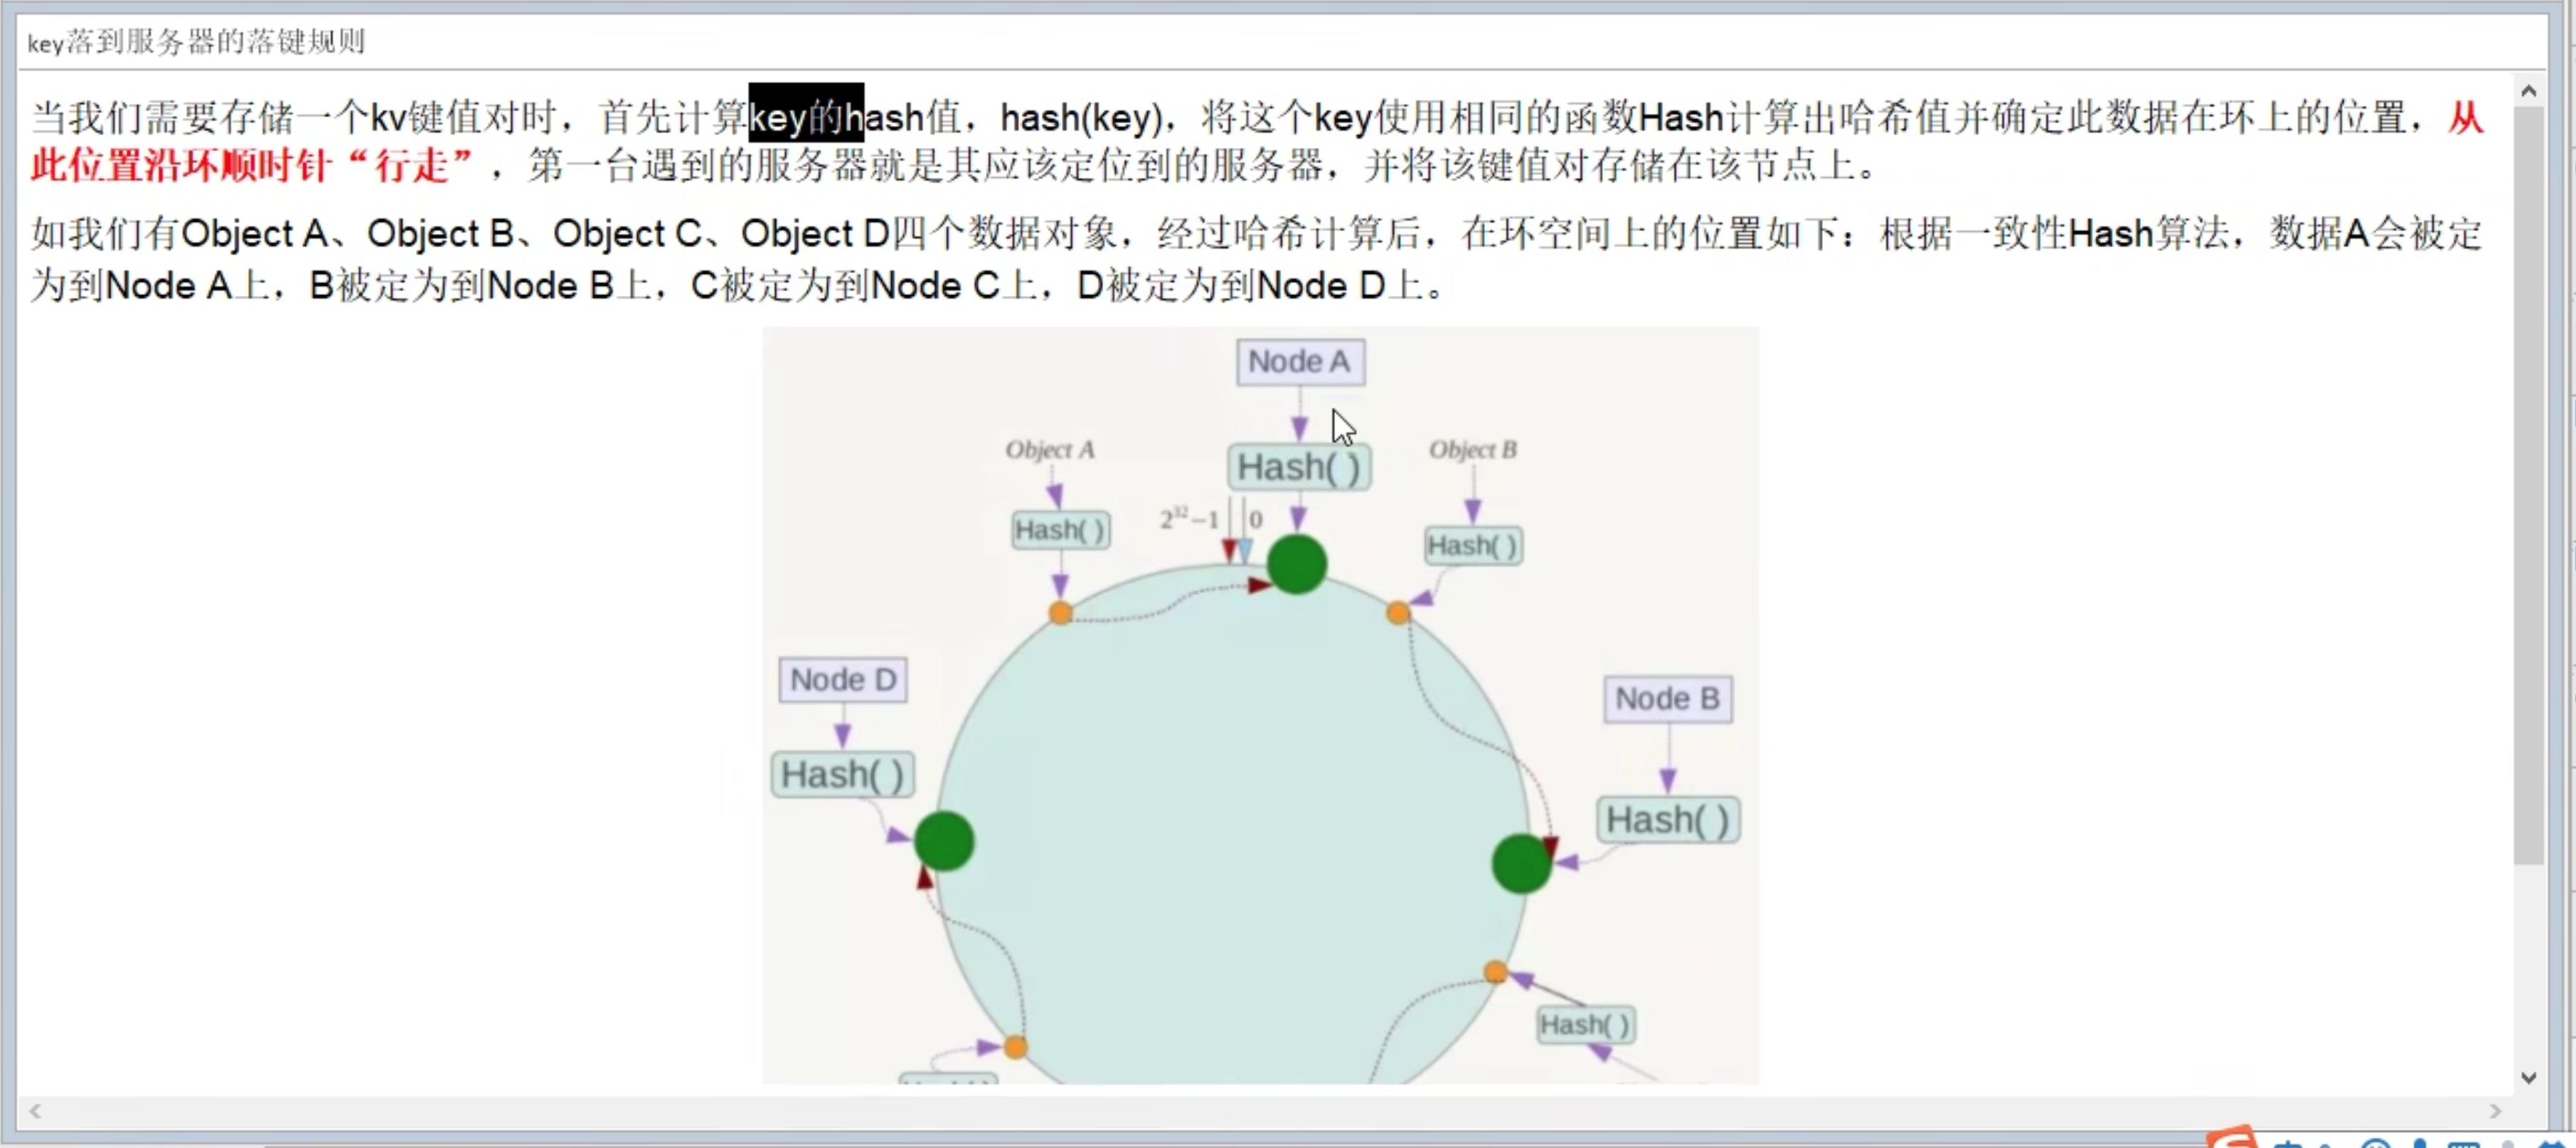 key落到服务器的落键规则
当我们需要存储一个kv键值对时，首先计算key的hash值，hash(key)，将这个key使用相同的函数Hash计算出哈希值并确定此数据在环上的位置，从
此位置沿环顺时针“行走”，第一台遇到的服务器就是其应该定位到的服务器，并将该键值对存储在该节点上。
如我们有Object A、Object B、Object C、Object D四个数据对象，经过哈希计算后，在环空间上的位置如下：根据一致性Hash算法，数据A会被定
为到Node A上，B被定为到Node B上，C被定为到Node C上，D被定为到Node D上。
Node A
Object A
Hash( )
Object B
2³²−1
0
Hash( )
Hash( )
Node D
Node B
Hash( )
Hash( )
Hash( )